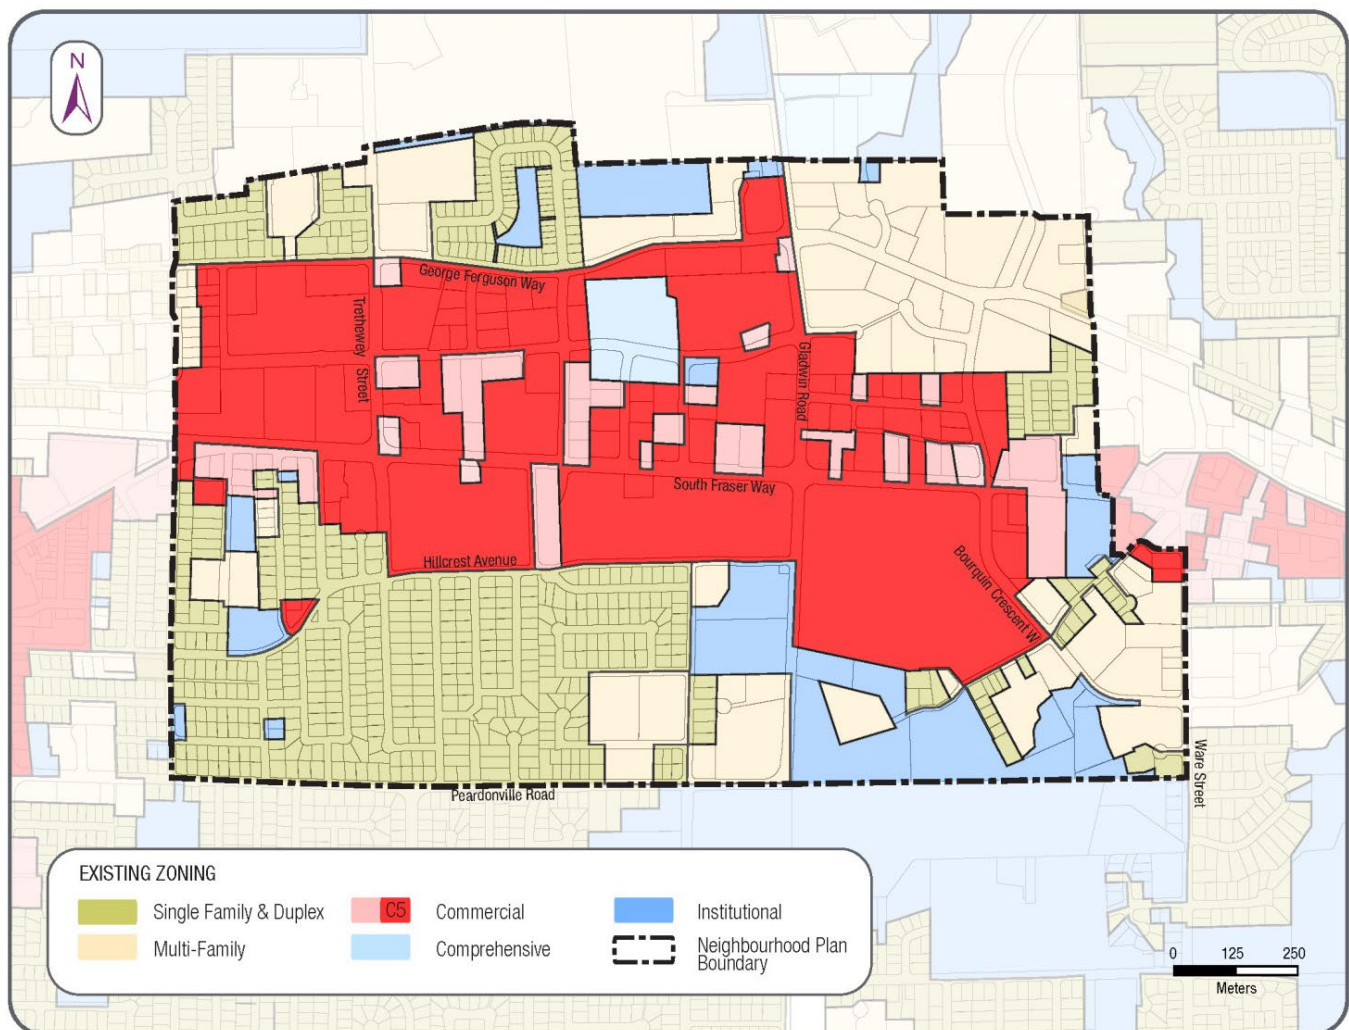 N
George Ferguson Way
Trethewey Street
Gladwin Road
South Fraser Way
Hillcrest Avenue
Bourquin Crescent W
Peardonville Road
Ware Street
EXISTING ZONING
Single Family & Duplex
C5 Commercial
Institutional
Multi-Family
Comprehensive
Neighbourhood Plan
Boundary
0 125 250
Meters